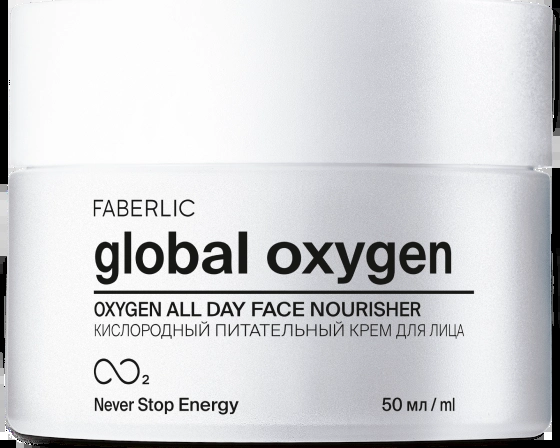 FABERLIC
global oxygen
OXYGEN ALL DAY FACE NOURISHER
КИСЛОРОДНЫЙ ПИТАТЕЛЬНЫЙ КРЕМ ДЛЯ ЛИЦА
∞2
Never Stop Energy 50 мл / ml